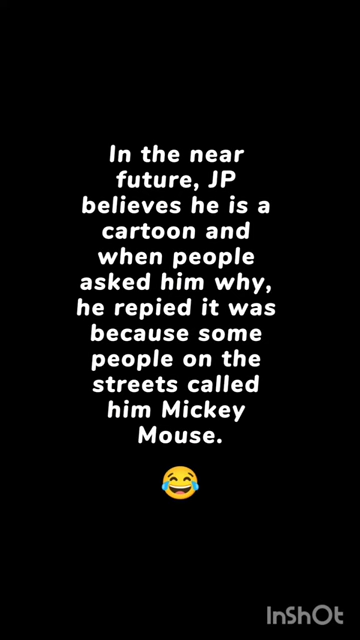 In the near
future, JP
believes he is a
cartoon and
when people
asked him why,
he repied it was
because some
people on the
streets called
him Mickey
Mouse.
😂
InShOt